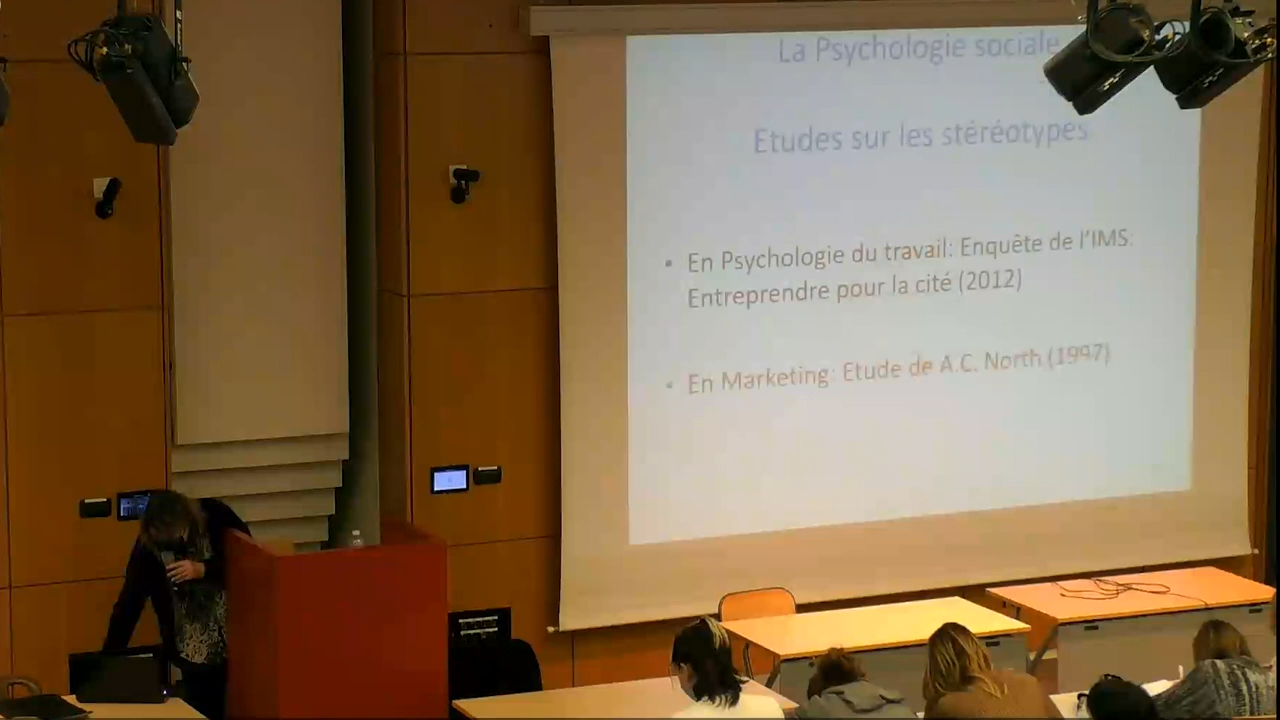 La Psychologie sociale
Etudes sur les stéréotypes
• En Psychologie du travail: Enquête de l'IMS:
Entreprendre pour la cité (2012)
• En Marketing: Etude de A.C. North (1997)